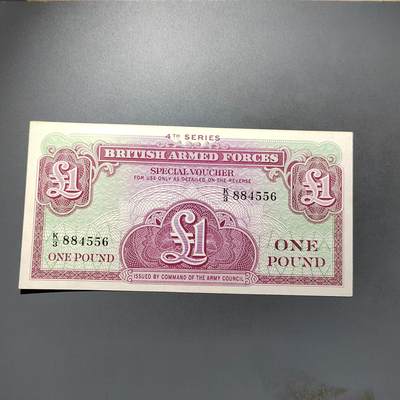 4TH SERIES
BRITISH ARMED FORCES
SPECIAL VOUCHER
FOR USE ONLY AS DETAILED ON THE REVERSE
£1
£1
K/3 884556
£1
K/3 884556
ONE POUND
ONE
POUND
ISSUED BY COMMAND OF THE ARMY COUNCIL